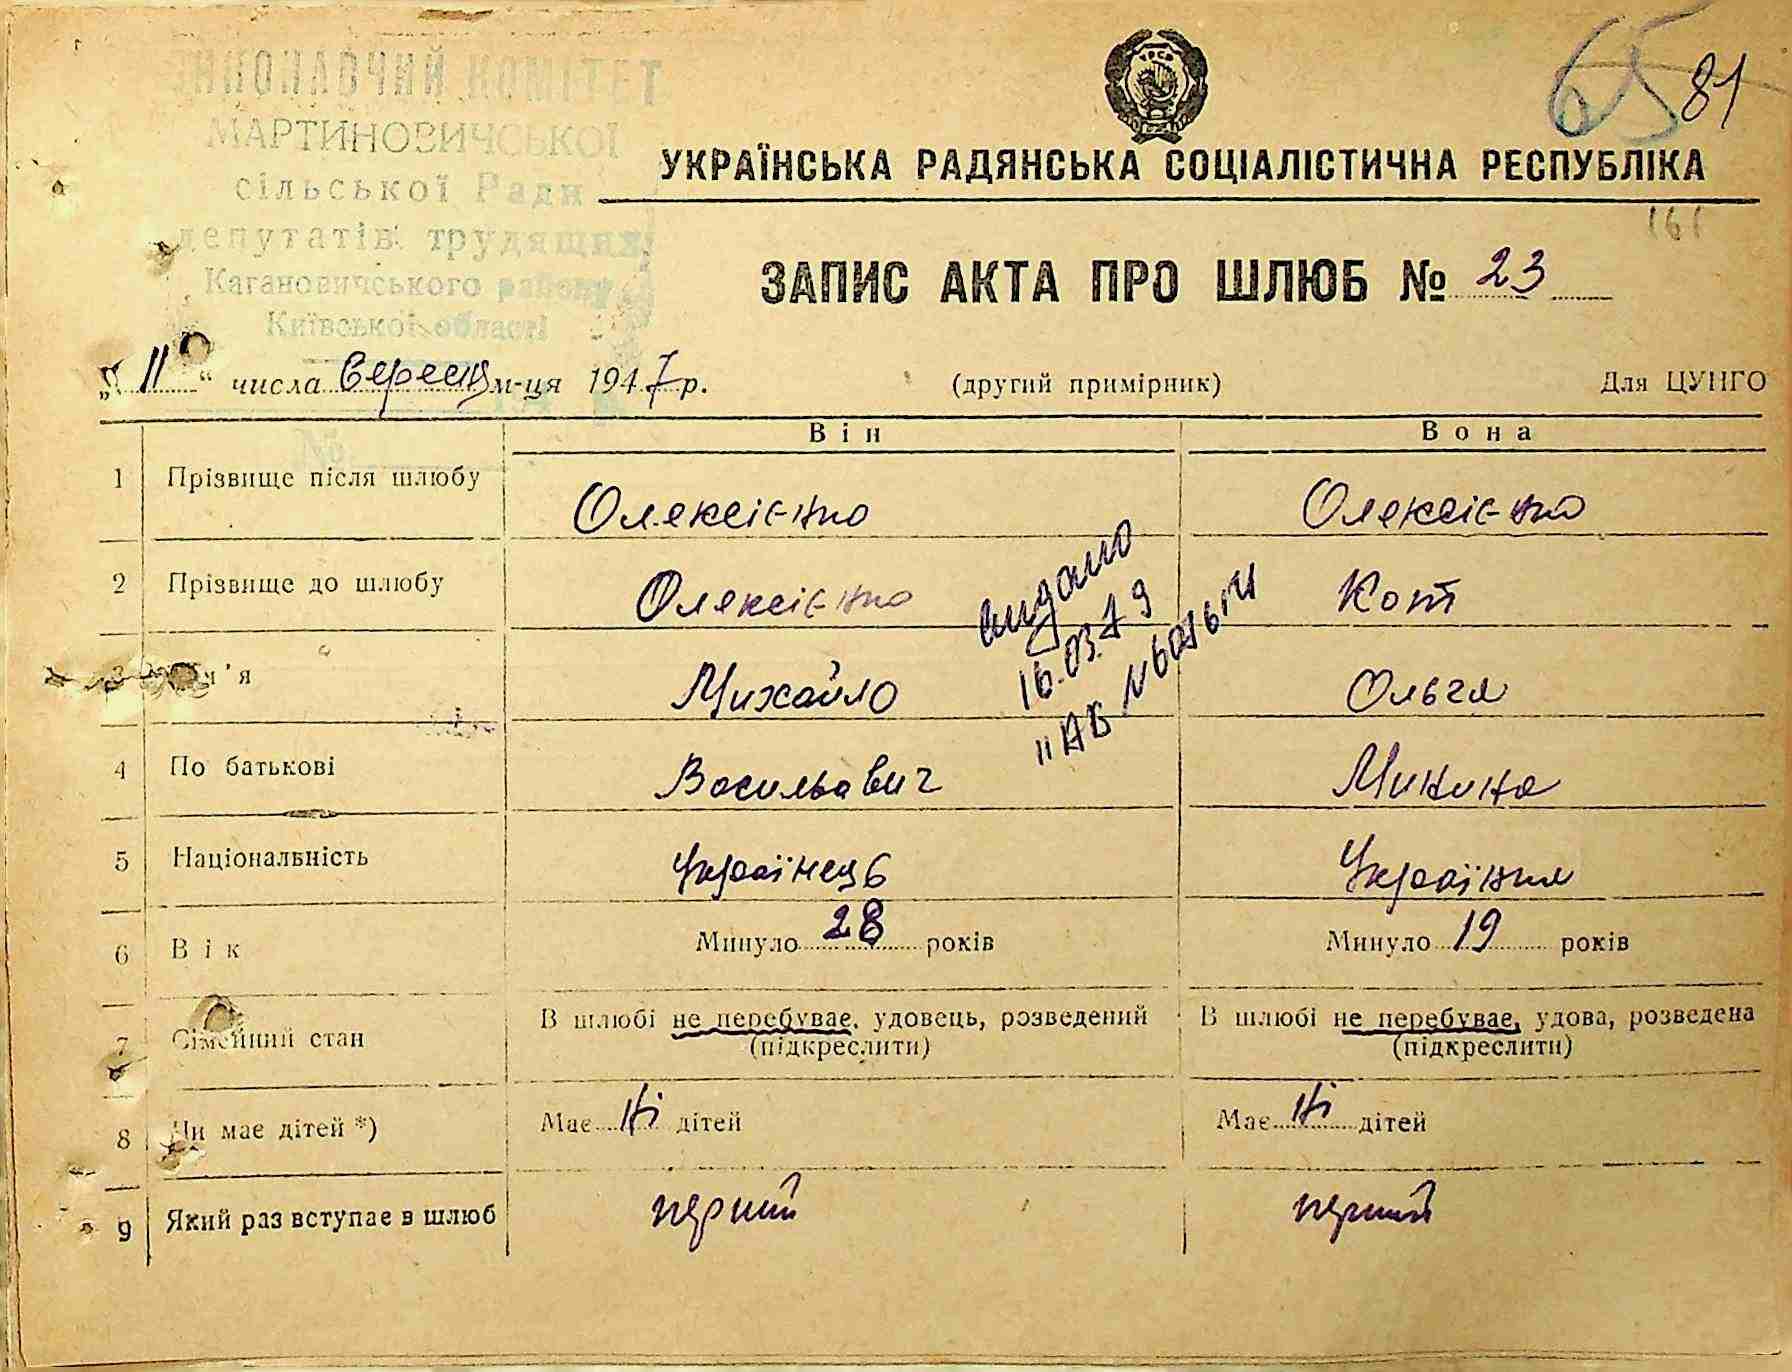 ВИКОНАВЧИЙ КОМІТЕТ
МАРТИНОВИЧСЬКОЇ
сільської Ради
депутатів трудящих
Кагановичського району
Київської області
№
УРСР
65 81
УКРАЇНСЬКА РАДЯНСЬКА СОЦІАЛІСТИЧНА РЕСПУБЛІКА
161
ЗАПИС АКТА ПРО ШЛЮБ № 23
„ 11 “ числа вересня м-ця 1947 р. (другий примірник) Для ЦУНГО
Він Вона
1 Прізвище після шлюбу Олексієнко Олексієнко
2 Прізвище до шлюбу Олексієнко Кот
видано
16.03.79
3 Ім'я Михайло Ольга
4 По батькові Васильович Микитовна
5 Національність Українець Українка
6 Вік Минуло 28 років Минуло 19 років
7 Сімейний стан В шлюбі не перебуває, удовець, розведений В шлюбі не перебуває, удова, розведена
(підкреслити) (підкреслити)
8 Чи має дітей *) Має ні дітей Має ні дітей
9 Який раз вступає в шлюб перший перший